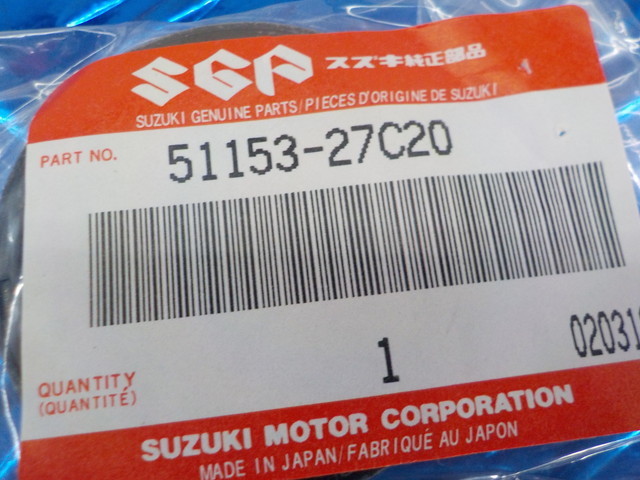 SGP スズキ純正部品
SUZUKI GENUINE PARTS/PIECES D'ORIGINE DE SUZUKI
PART NO. 51153-27C20
QUANTITY 1
(QUANTITÉ)
SUZUKI MOTOR CORPORATION
MADE IN JAPAN/FABRIQUÉ AU JAPON